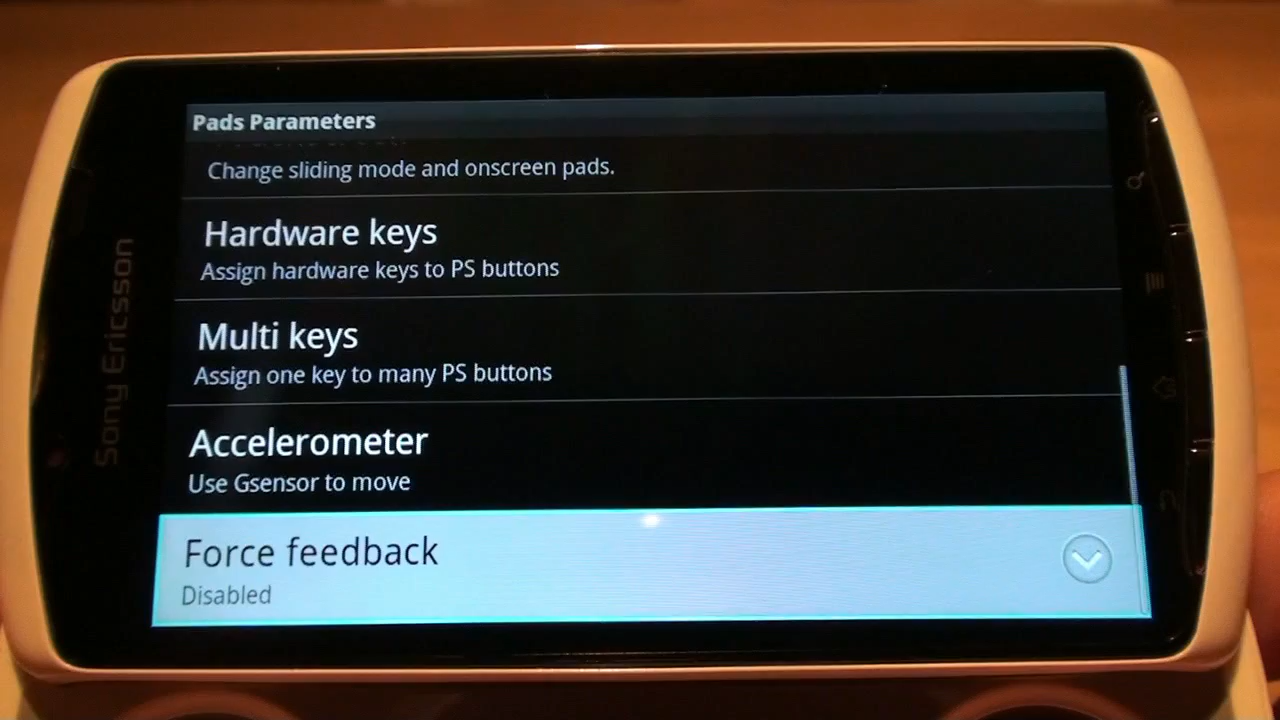 Pads Parameters
Change sliding mode and onscreen pads.
Hardware keys
Assign hardware keys to PS buttons
Multi keys
Assign one key to many PS buttons
Accelerometer
Use Gsensor to move
Force feedback
Disabled
Sony Ericsson